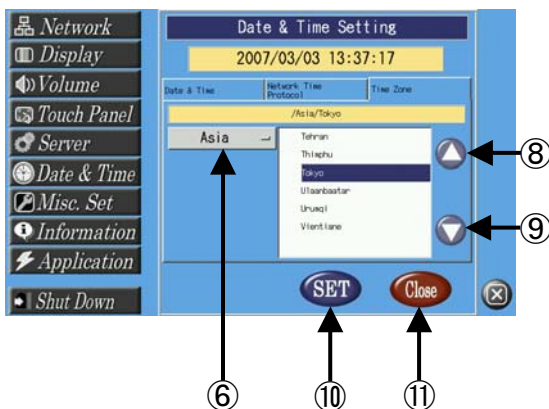 Network
Display
Volume
Touch Panel
Server
Date & Time
Misc. Set
Information
Application
Shut Down
Date & Time Setting
2007/03/03 13:37:17
Date & Time
Network Time
Protocol
Time Zone
/Asia/Tokyo
Asia
Tehran
Thimphu
Tokyo
Ulaanbaatar
Urumqi
Vientiane
SET
Close
⑧
⑨
⑥
⑩
⑪